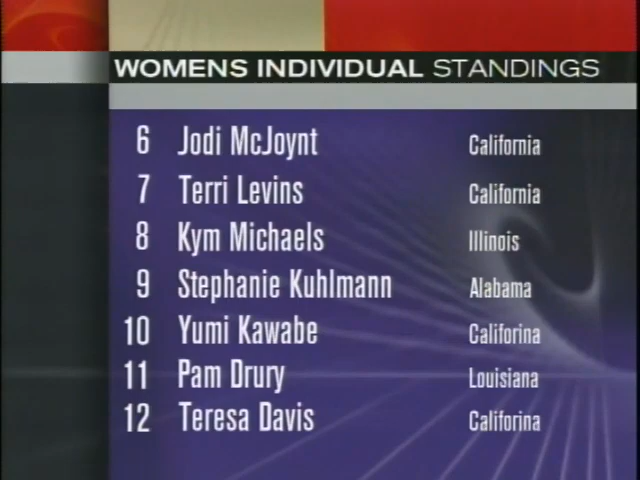 WOMENS INDIVIDUAL STANDINGS
6 Jodi McJoynt California
7 Terri Levins California
8 Kym Michaels Illinois
9 Stephanie Kuhlmann Alabama
10 Yumi Kawabe Califorina
11 Pam Drury Louisiana
12 Teresa Davis Califorina